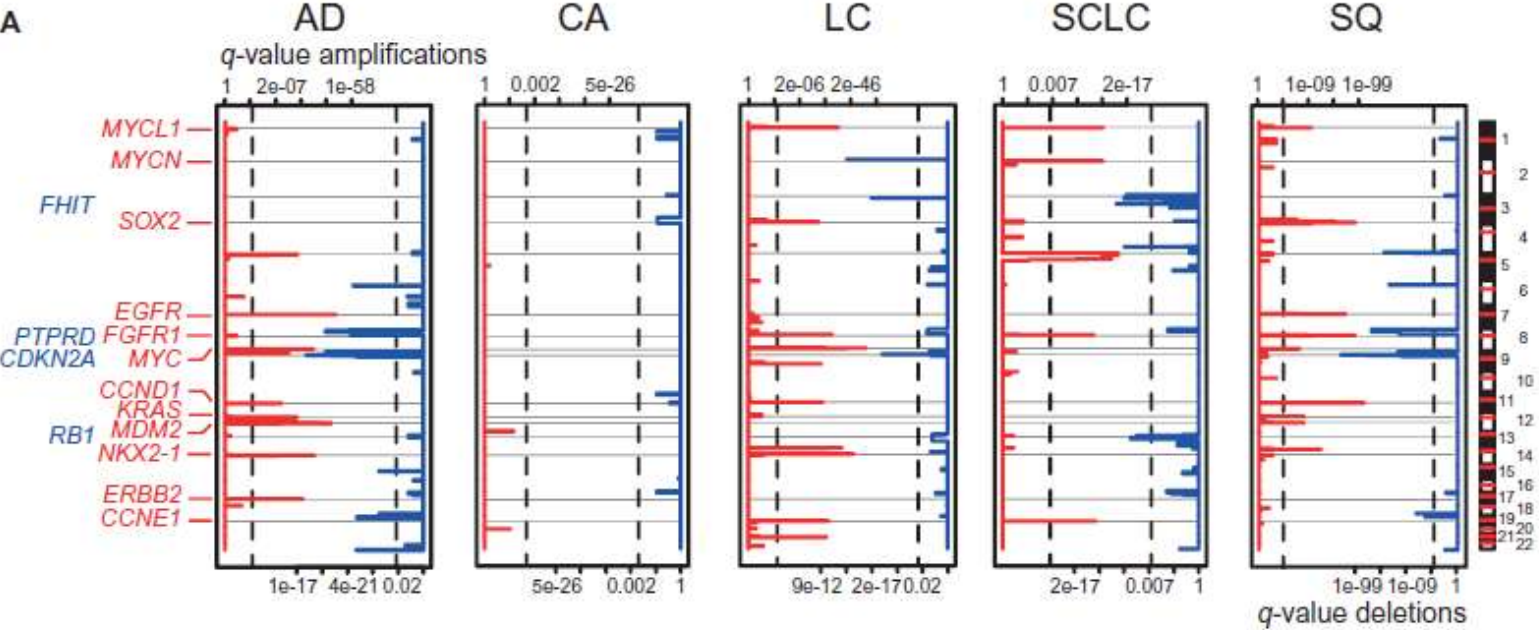 A
AD CA LC SCLC SQ
q-value amplifications
1 2e-07 1e-58 1 0.002 5e-26 1 2e-06 2e-46 1 0.007 2e-17 1 1e-09 1e-99
MYCL1
MYCN
FHIT
SOX2
EGFR
PTPRD FGFR1
CDKN2A MYC
CCND1
KRAS
RB1 MDM2
NKX2-1
ERBB2
CCNE1
1
2
3
4
5
6
7
8
9
10
11
12
13
14
15
16
17
18
19
20
21
22
1e-17 4e-21 0.02 5e-26 0.002 1 9e-12 2e-17 0.02 2e-17 0.007 1 1e-99 1e-09 1
q-value deletions